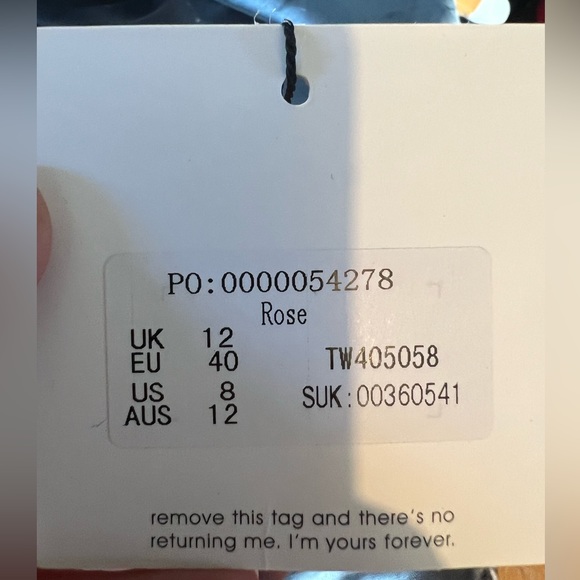 PO:0000054278
Rose
UK 12
EU 40 TW405058
US 8 SUK:00360541
AUS 12
remove this tag and there's no
returning me. I'm yours forever.